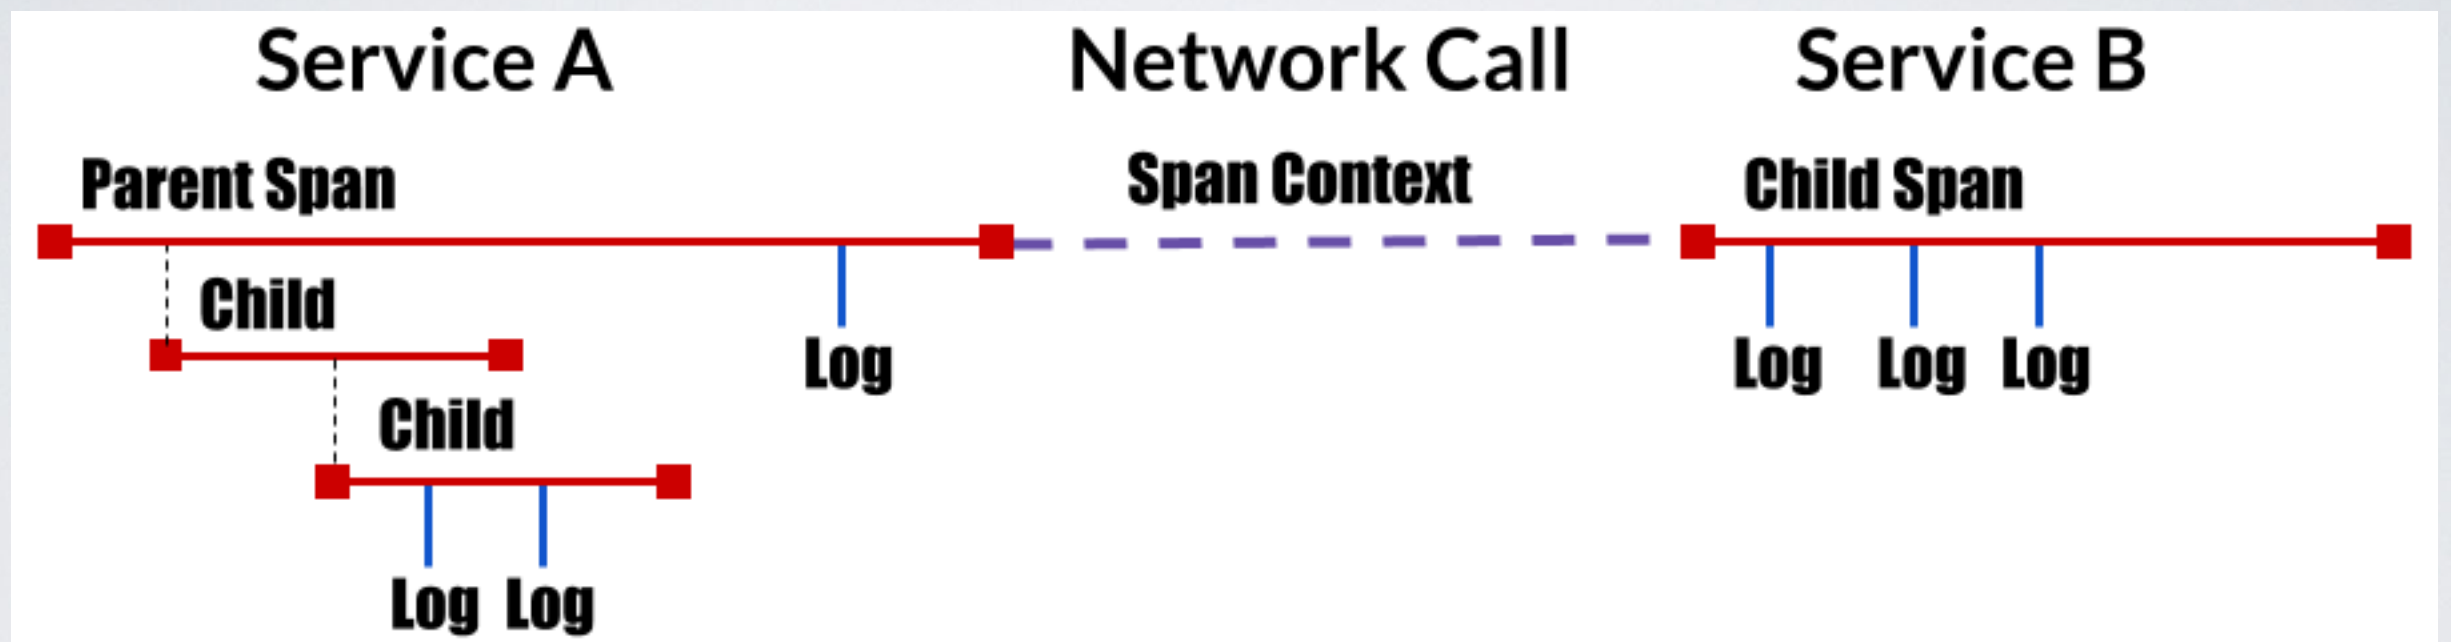 Service A
Network Call
Service B
Parent Span
Span Context
Child Span
Child
Log
Log
Log
Log
Child
Log
Log